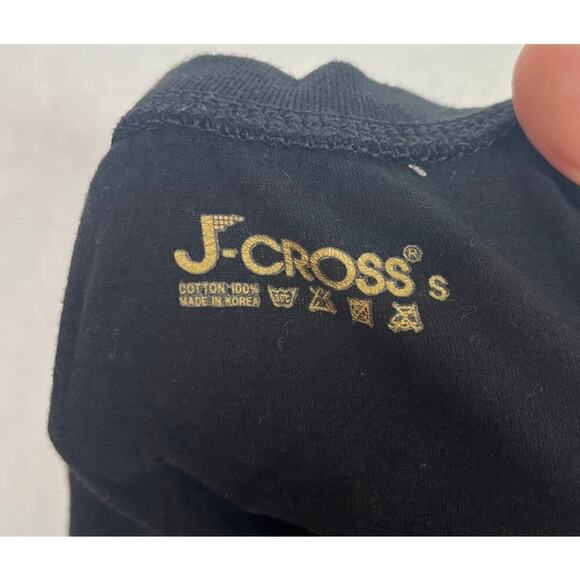 J-CROSS® S
COTTON 100%
MADE IN KOREA
30°C